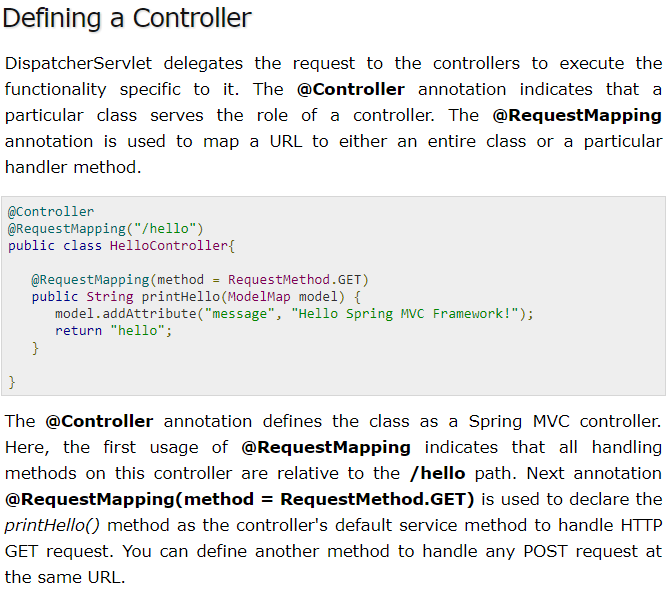 Defining a Controller
DispatcherServlet delegates the request to the controllers to execute the
functionality specific to it. The @Controller annotation indicates that a
particular class serves the role of a controller. The @RequestMapping
annotation is used to map a URL to either an entire class or a particular
handler method.
@Controller
@RequestMapping("/hello")
public class HelloController{
@RequestMapping(method = RequestMethod.GET)
public String printHello(ModelMap model) {
model.addAttribute("message", "Hello Spring MVC Framework!");
return "hello";
}
}
The @Controller annotation defines the class as a Spring MVC controller.
Here, the first usage of @RequestMapping indicates that all handling
methods on this controller are relative to the /hello path. Next annotation
@RequestMapping(method = RequestMethod.GET) is used to declare the
printHello() method as the controller's default service method to handle HTTP
GET request. You can define another method to handle any POST request at
the same URL.